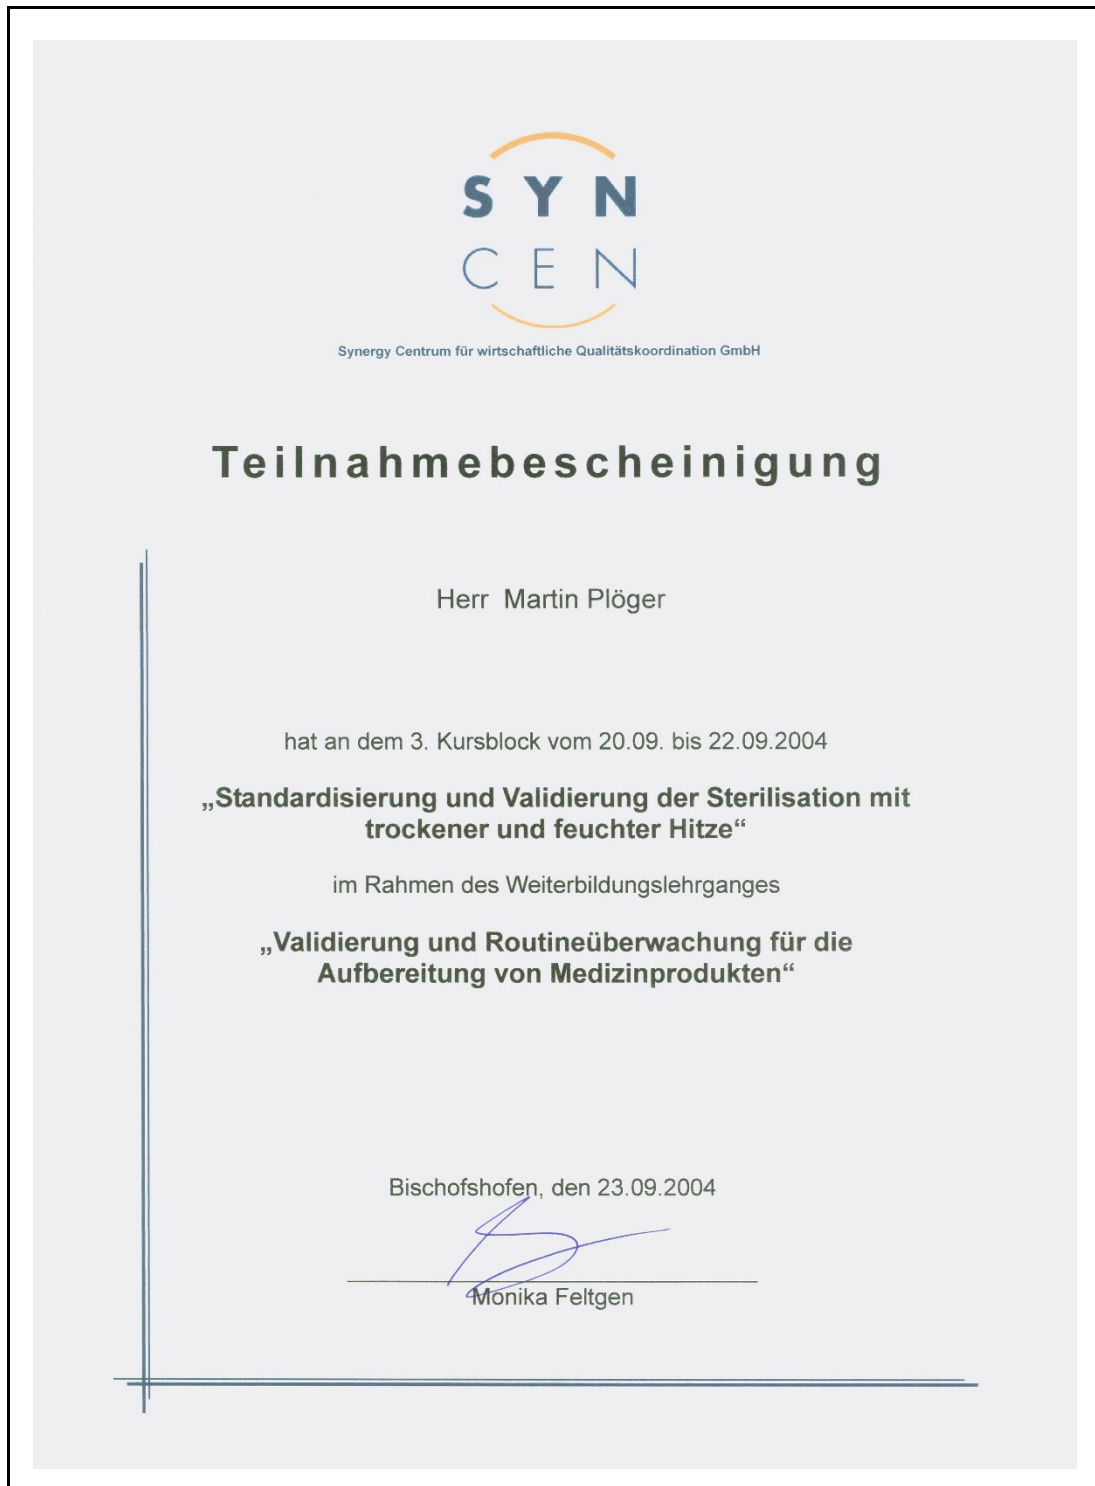 SYN
CEN
Synergy Centrum für wirtschaftliche Qualitätskoordination GmbH
Teilnahmebescheinigung
Herr Martin Plöger
hat an dem 3. Kursblock vom 20.09. bis 22.09.2004
„Standardisierung und Validierung der Sterilisation mit
trockener und feuchter Hitze“
im Rahmen des Weiterbildungslehrganges
„Validierung und Routineüberwachung für die
Aufbereitung von Medizinprodukten“
Bischofshofen, den 23.09.2004
Monika Feltgen